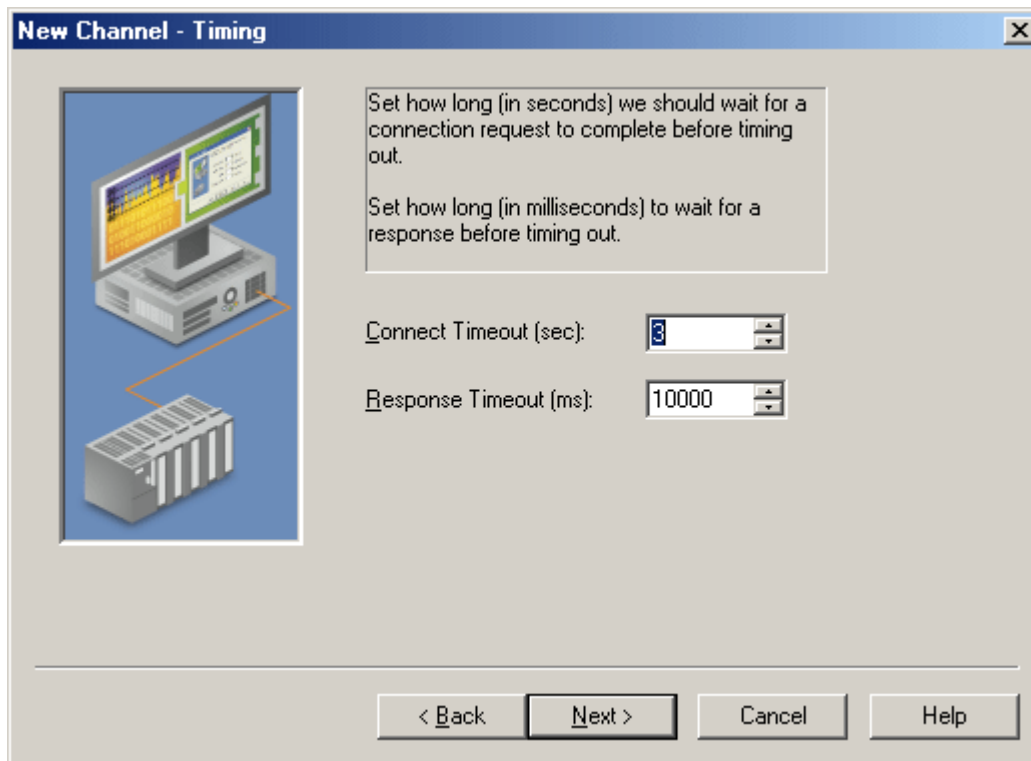 New Channel - Timing
Set how long (in seconds) we should wait for a
connection request to complete before timing
out.
Set how long (in milliseconds) to wait for a
response before timing out.
Connect Timeout (sec): 3
Response Timeout (ms): 10000
< Back Next > Cancel Help